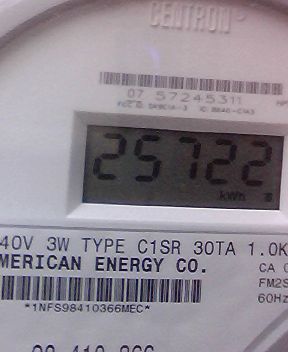 CENTRON®
07 57245311
25722
kWh
40V 3W TYPE C1SR 30TA 1.0K
MERICAN ENERGY CO.
CA
FM2S
60Hz
*1NFS98410366MEC*